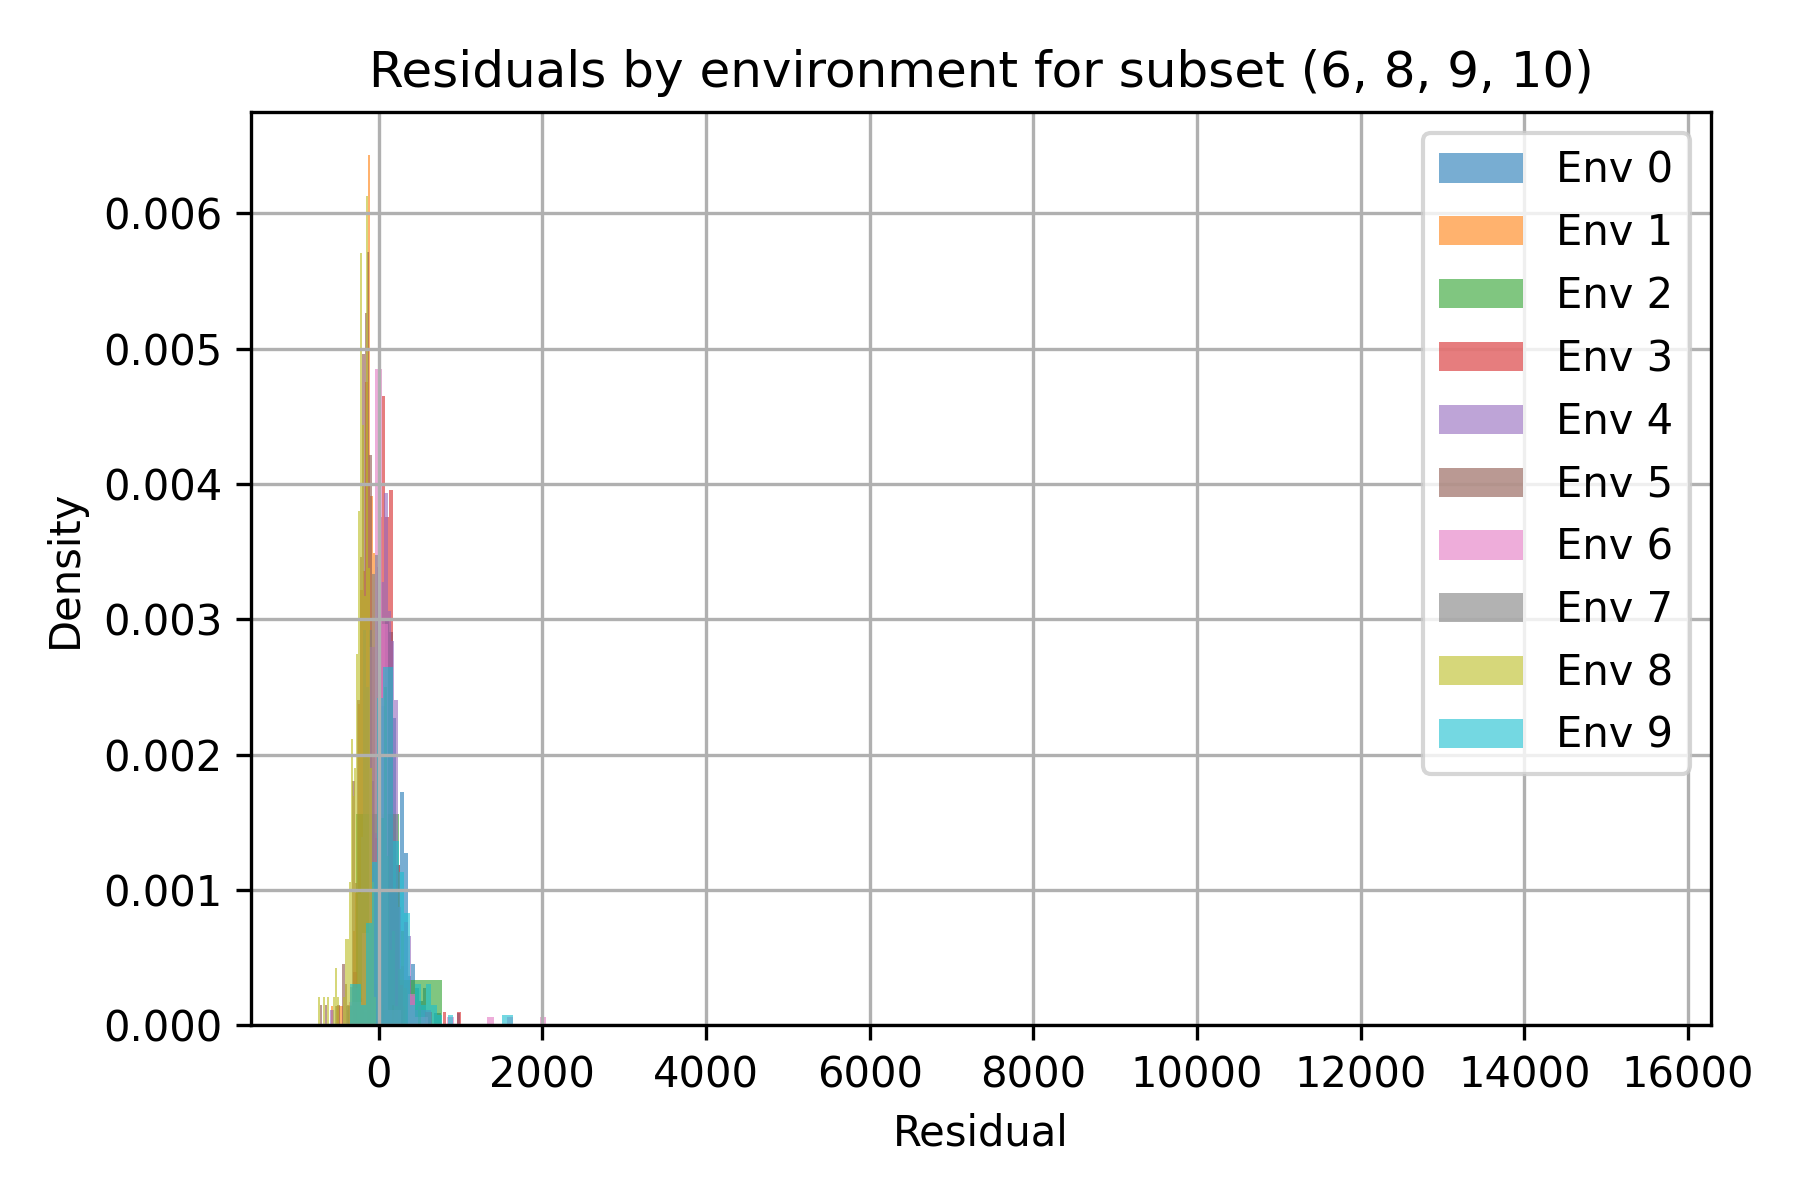 Residuals by environment for subset (6, 8, 9, 10)
Density
0.006
0.005
0.004
0.003
0.002
0.001
0.000
0 2000 4000 6000 8000 10000 12000 14000 16000
Residual
Env 0
Env 1
Env 2
Env 3
Env 4
Env 5
Env 6
Env 7
Env 8
Env 9